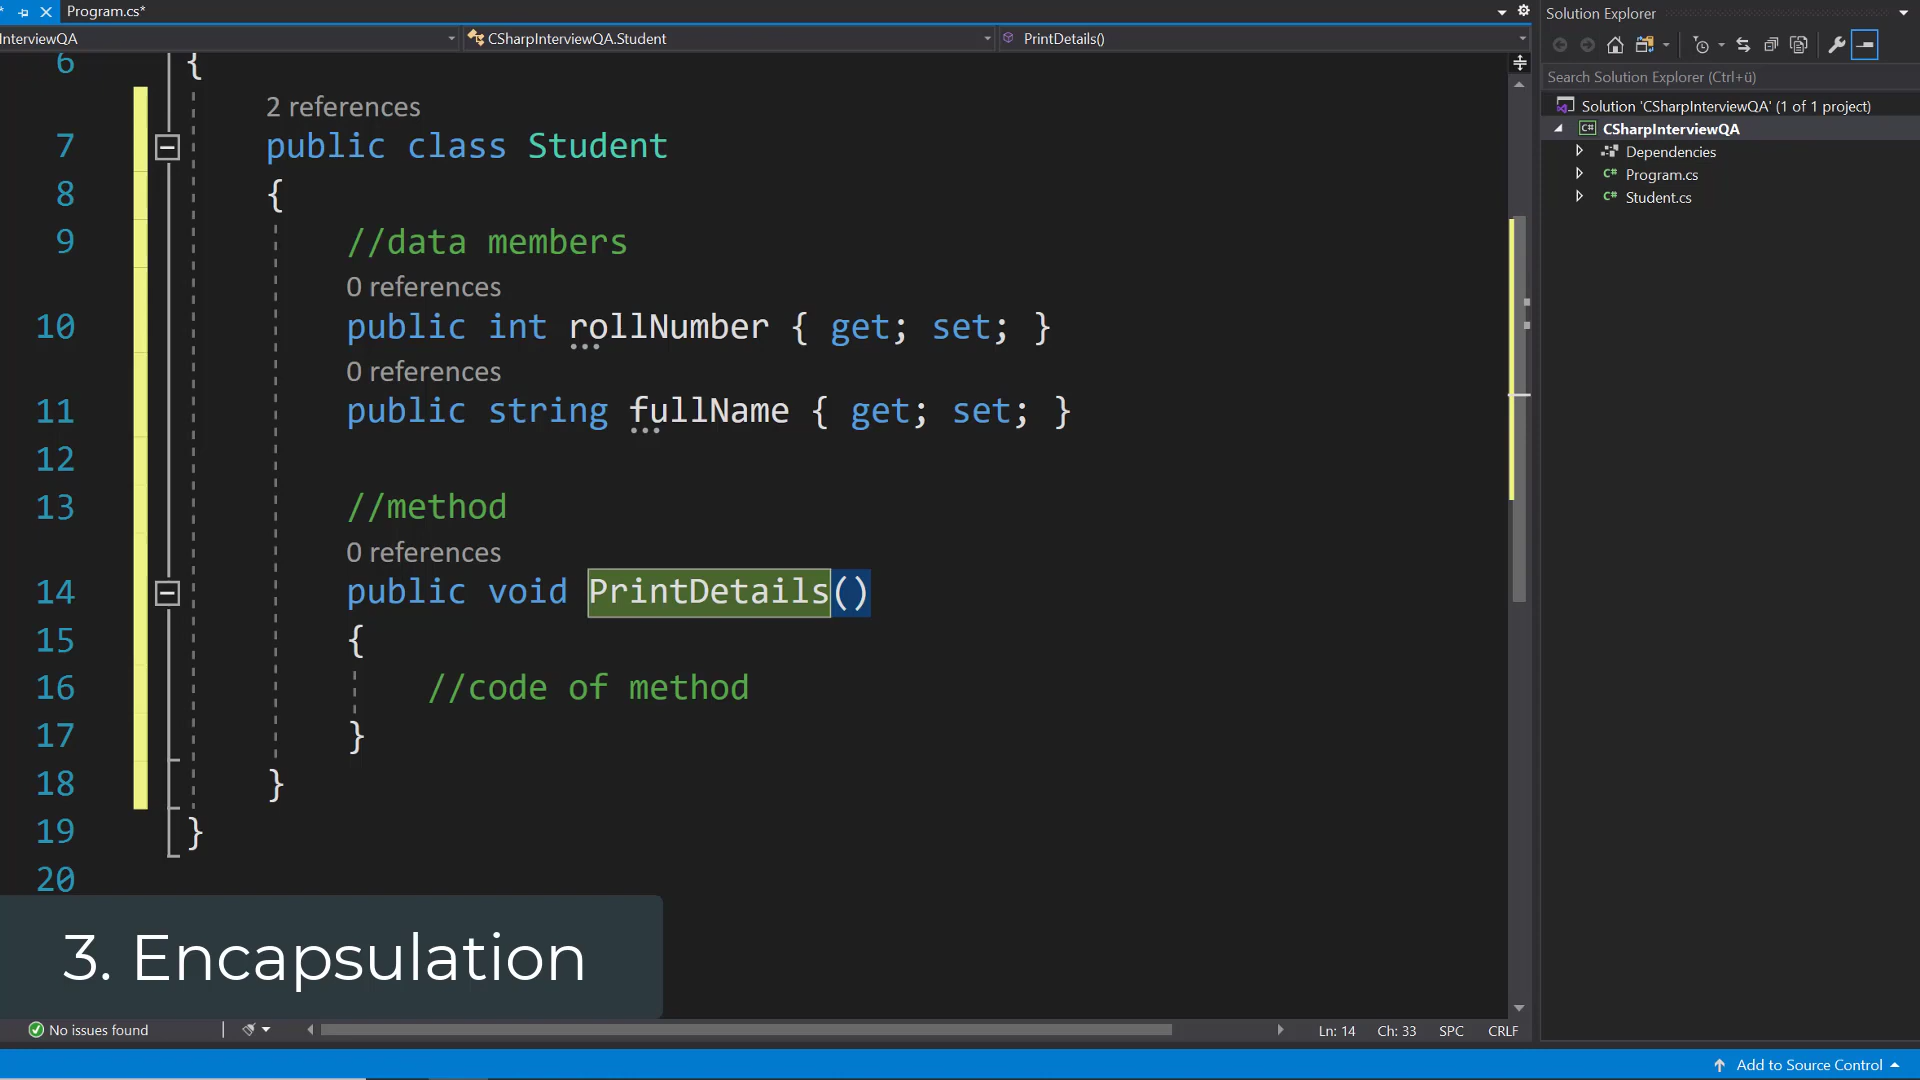 Program.cs*
InterviewQA
CSharpInterviewQA.Student
PrintDetails()
6 {
2 references
7 public class Student
8 {
9 //data members
0 references
10 public int rollNumber { get; set; }
0 references
11 public string fullName { get; set; }
12
13 //method
0 references
14 public void PrintDetails()
15 {
16 //code of method
17 }
18 }
19 }
20
3. Encapsulation
No issues found
Ln: 14 Ch: 33 SPC CRLF
Add to Source Control
Solution Explorer
Search Solution Explorer (Ctrl+ü)
Solution 'CSharpInterviewQA' (1 of 1 project)
C# CSharpInterviewQA
Dependencies
C# Program.cs
C# Student.cs